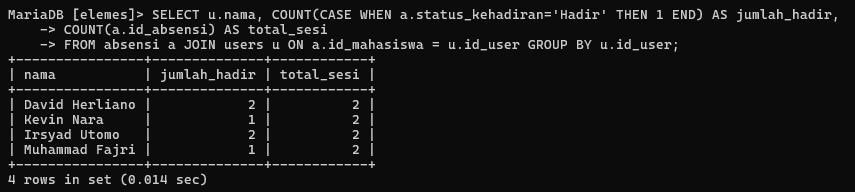 MariaDB [elemes]> SELECT u.nama, COUNT(CASE WHEN a.status_kehadiran='Hadir' THEN 1 END) AS jumlah_hadir,
    -> COUNT(a.id_absensi) AS total_sesi
    -> FROM absensi a JOIN users u ON a.id_mahasiswa = u.id_user GROUP BY u.id_user;
+----------------+--------------+------------+
| nama           | jumlah_hadir | total_sesi |
+----------------+--------------+------------+
| David Herliano |            2 |          2 |
| Kevin Nara     |            1 |          2 |
| Irsyad Utomo   |            2 |          2 |
| Muhammad Fajri |            1 |          2 |
+----------------+--------------+------------+
4 rows in set (0.014 sec)